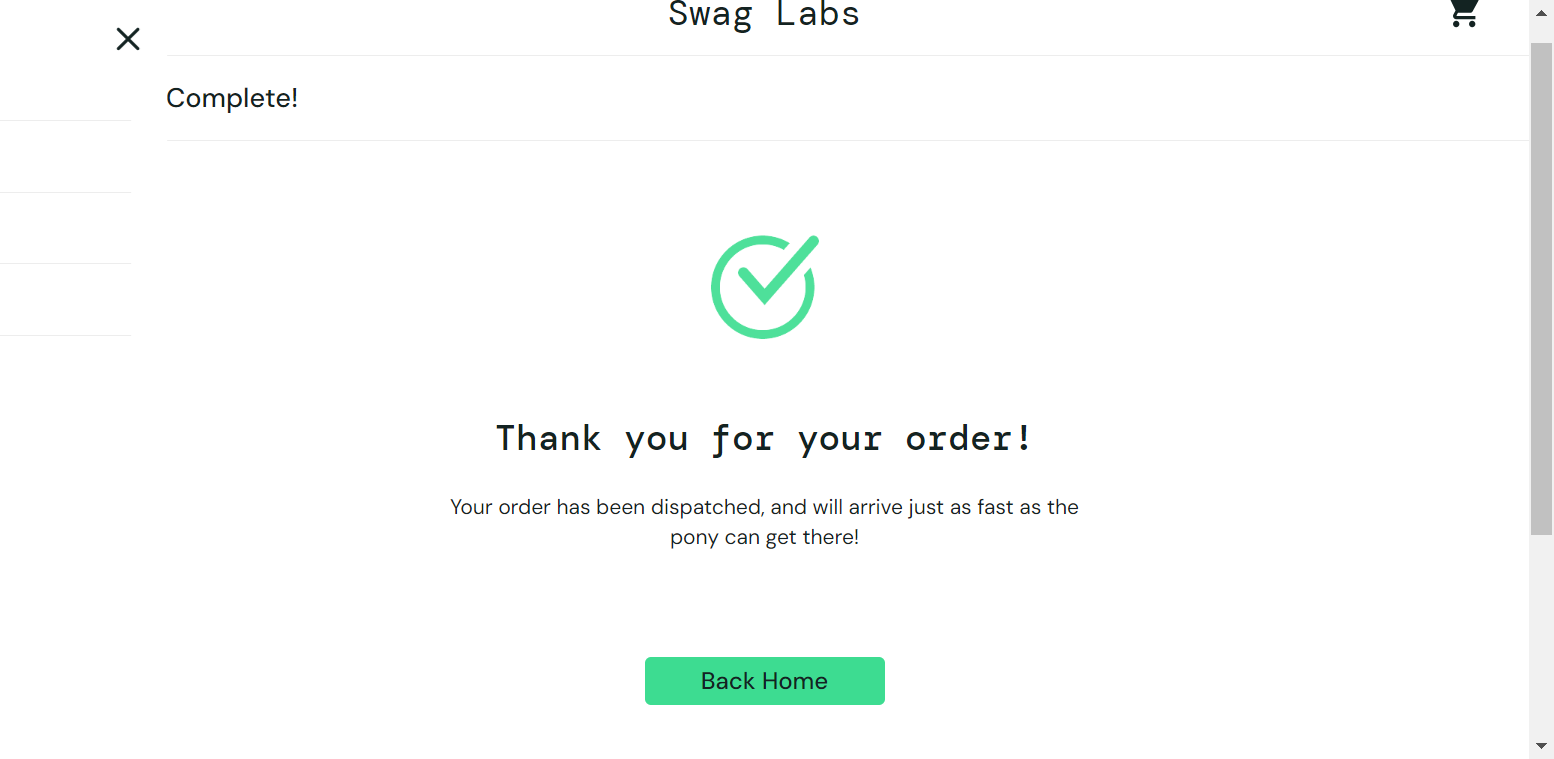 Swag Labs
Complete!
Thank you for your order!
Your order has been dispatched, and will arrive just as fast as the
pony can get there!
Back Home